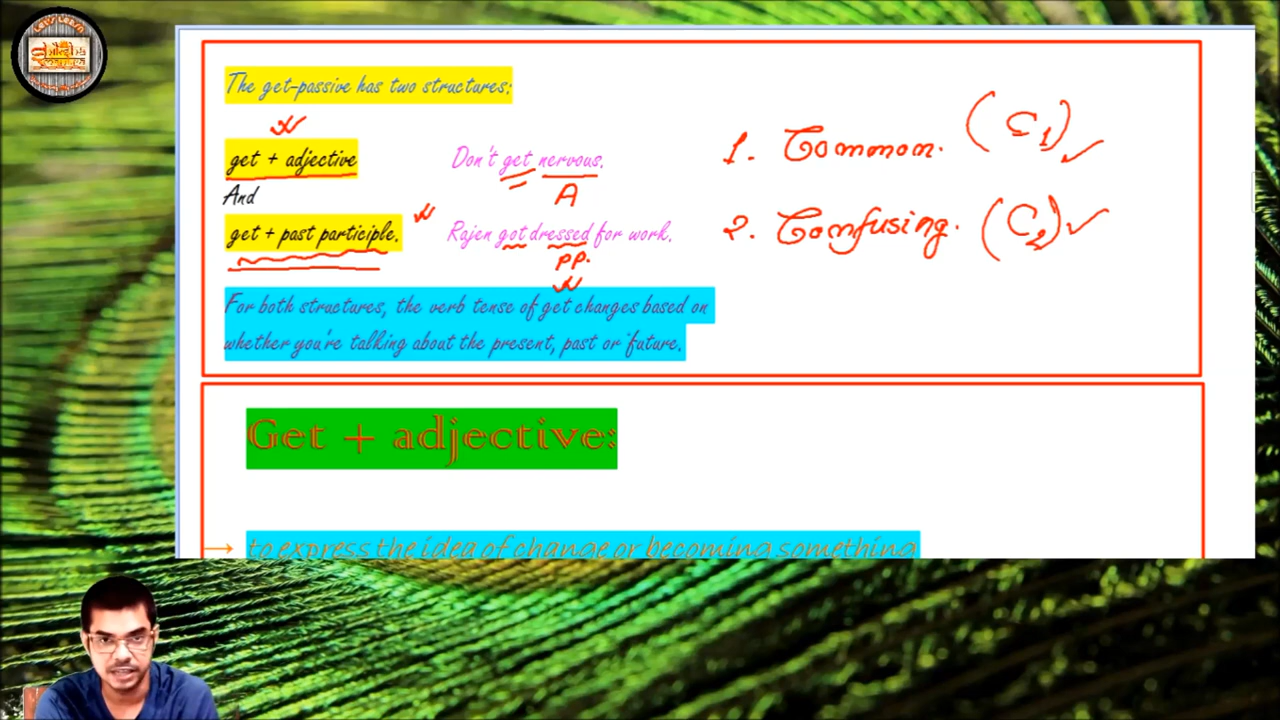 The get-passive has two structures:
get + adjective
Don't get nervous.
A
And
get + past participle.
Rajen got dressed for work.
PP.
For both structures, the verb tense of get changes based on
whether you're talking about the present, past or future.
1. Common. (C1)
2. Comfusing. (C2)
Get + adjective:
→ to express the idea of change or becoming something